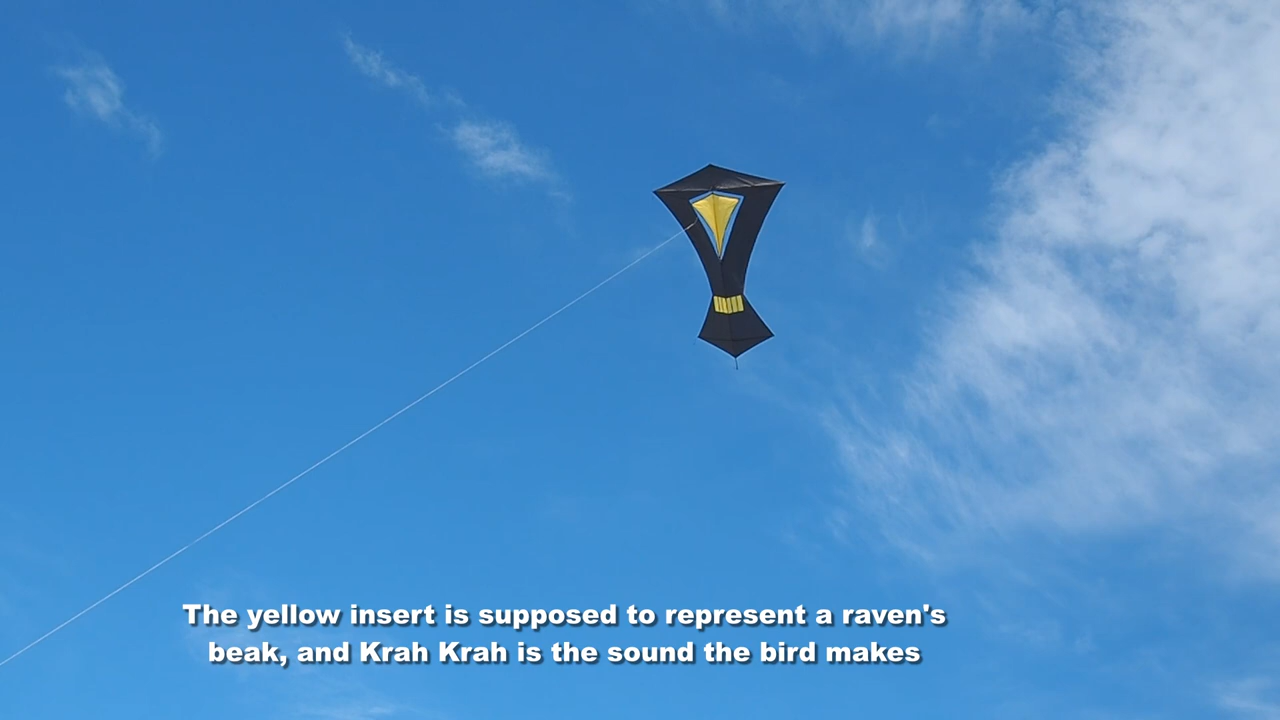 The yellow insert is supposed to represent a raven's
beak, and Krah Krah is the sound the bird makes